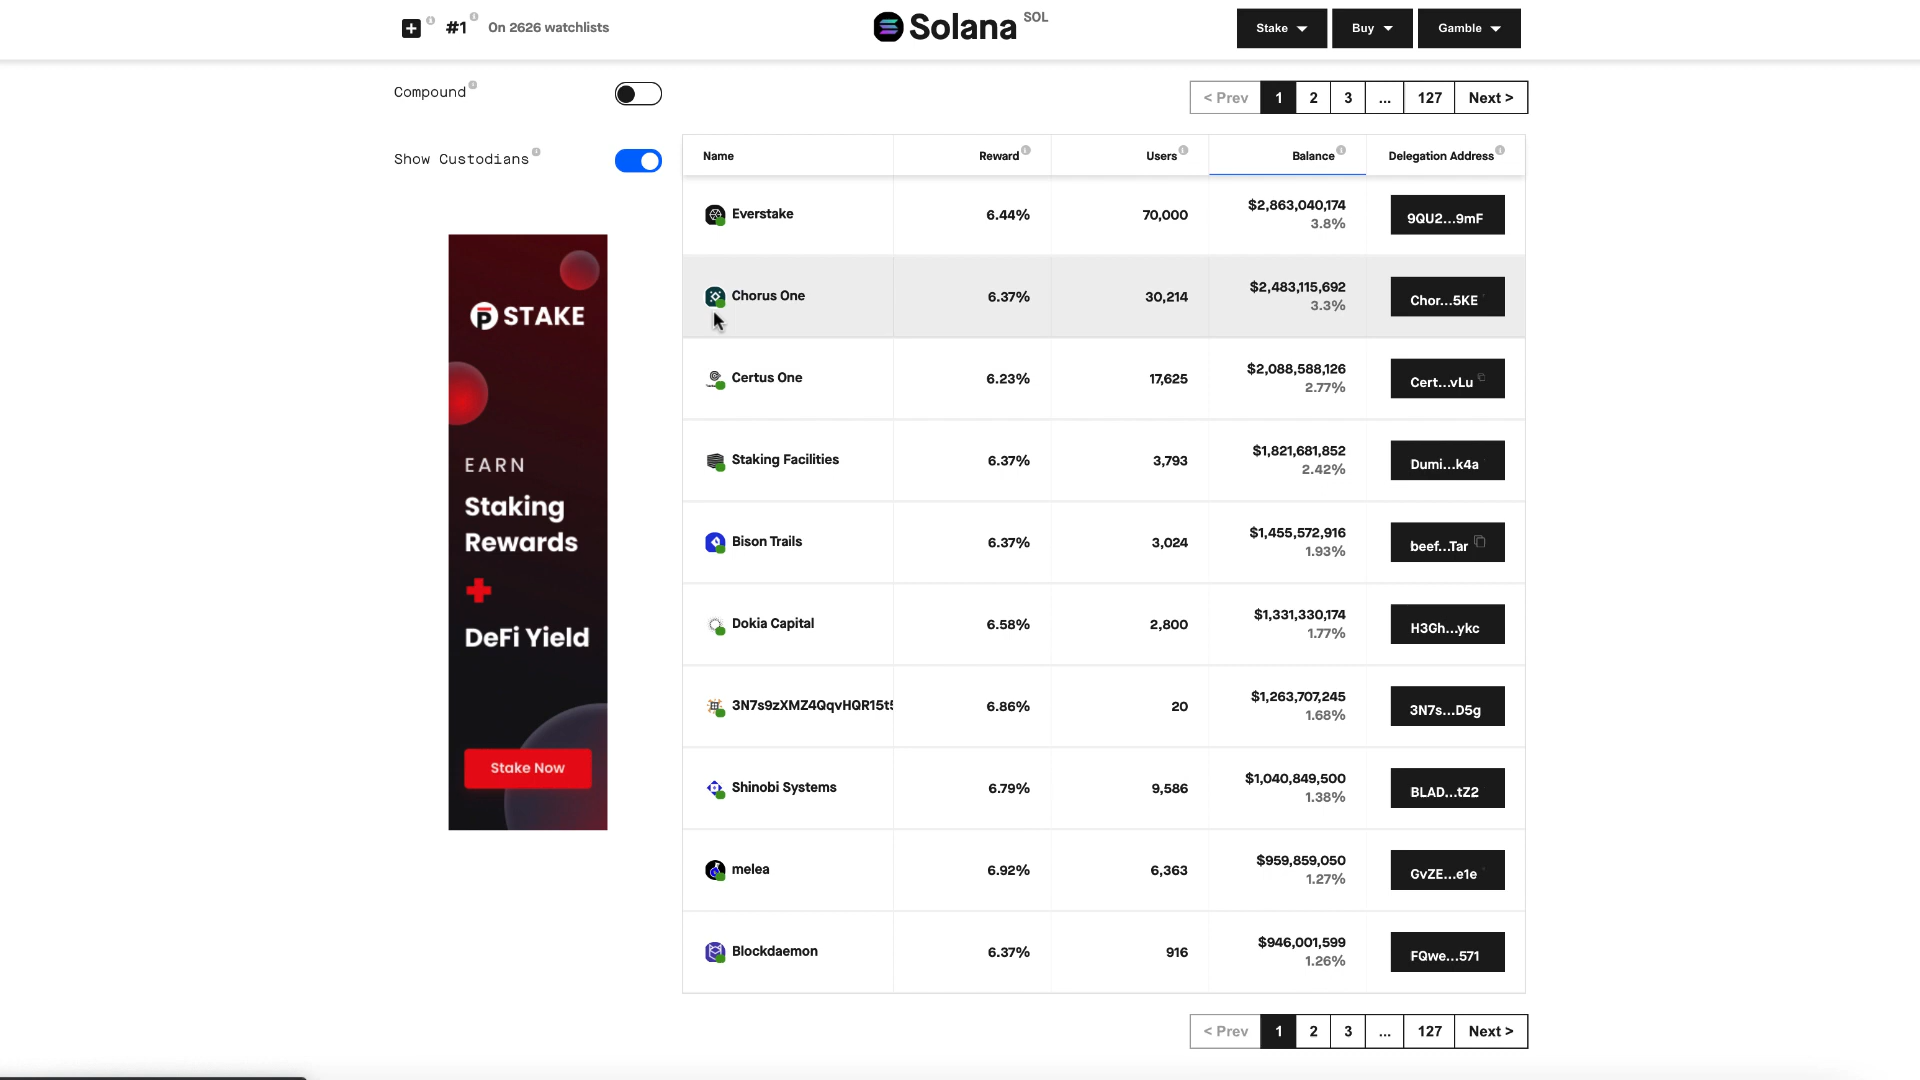 #1 On 2626 watchlists
Solana SOL
Stake
Buy
Gamble
Compound
Show Custodians
< Prev 1 2 3 ... 127 Next >
Name Reward Users Balance Delegation Address
Everstake 6.44% 70,000 $2,863,040,174 3.8% 9QU2...9mF
Chorus One 6.37% 30,214 $2,483,115,692 3.3% Chor...5KE
Certus One 6.23% 17,625 $2,088,588,126 2.77% Cert...vLu
Staking Facilities 6.37% 3,793 $1,821,681,852 2.42% Dumi...k4a
Bison Trails 6.37% 3,024 $1,455,572,916 1.93% beef...Tar
Dokia Capital 6.58% 2,800 $1,331,330,174 1.77% H3Gh...ykc
3N7s9zXMZ4QqvHQR15t5 6.86% 20 $1,263,707,245 1.68% 3N7s...D5g
Shinobi Systems 6.79% 9,586 $1,040,849,500 1.38% BLAD...tZ2
melea 6.92% 6,363 $959,859,050 1.27% GvZE...e1e
Blockdaemon 6.37% 916 $946,001,599 1.26% FQwe...571
STAKE
EARN
Staking
Rewards
+
DeFi Yield
Stake Now
< Prev 1 2 3 ... 127 Next >